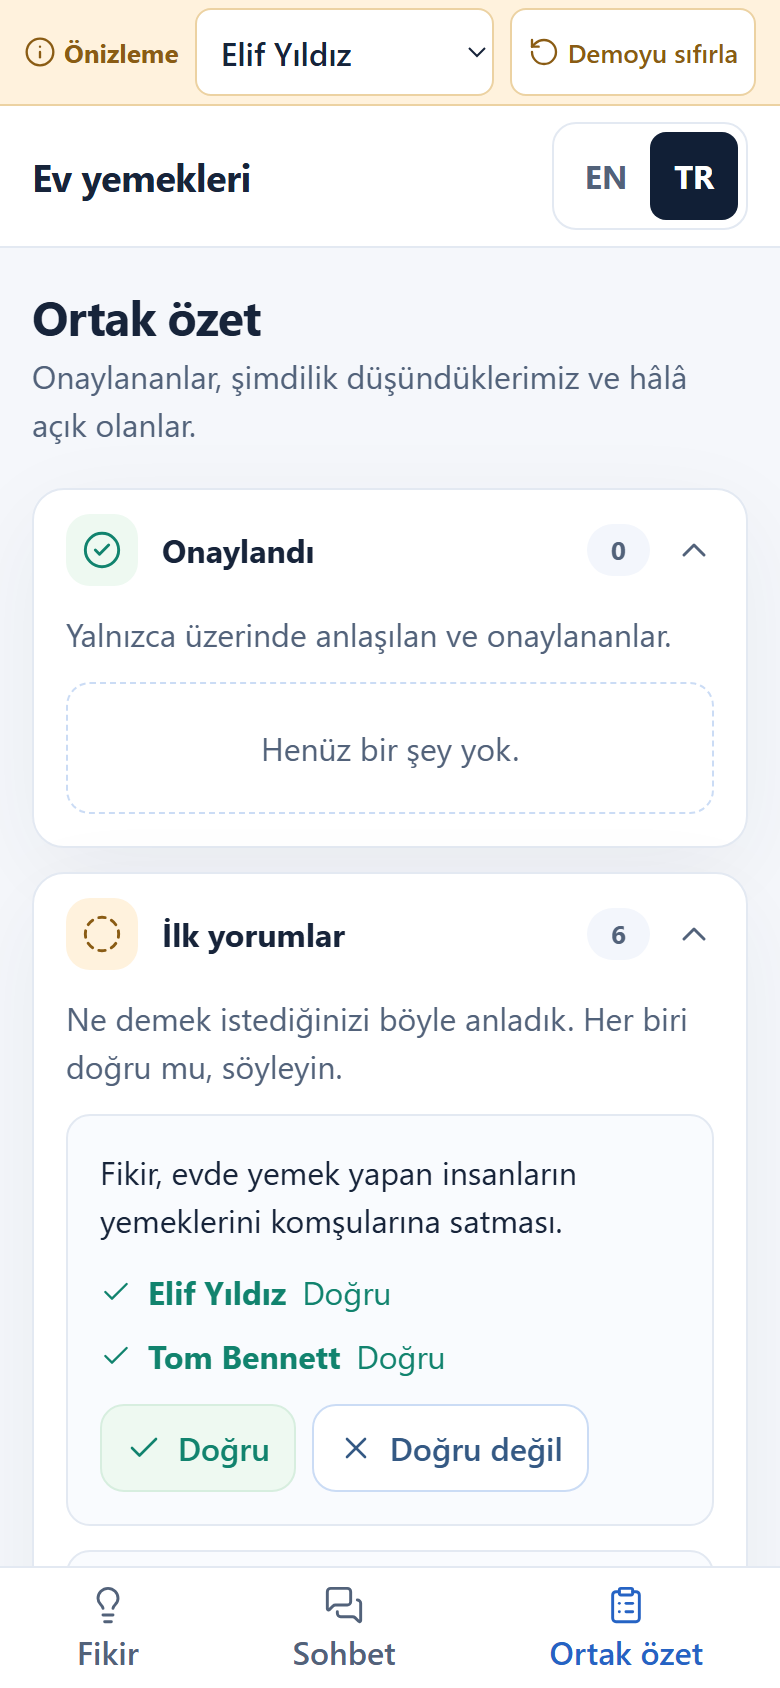 Önizleme
Elif Yıldız
Demoyu sıfırla
Ev yemekleri
EN
TR
Ortak özet
Onaylananlar, şimdilik düşündüklerimiz ve hâlâ
açık olanlar.
Onaylandı
0
Yalnızca üzerinde anlaşılan ve onaylananlar.
Henüz bir şey yok.
İlk yorumlar
6
Ne demek istediğinizi böyle anladık. Her biri
doğru mu, söyleyin.
Fikir, evde yemek yapan insanların
yemeklerini komşularına satması.
Elif Yıldız Doğru
Tom Bennett Doğru
Doğru
Doğru değil
Fikir
Sohbet
Ortak özet